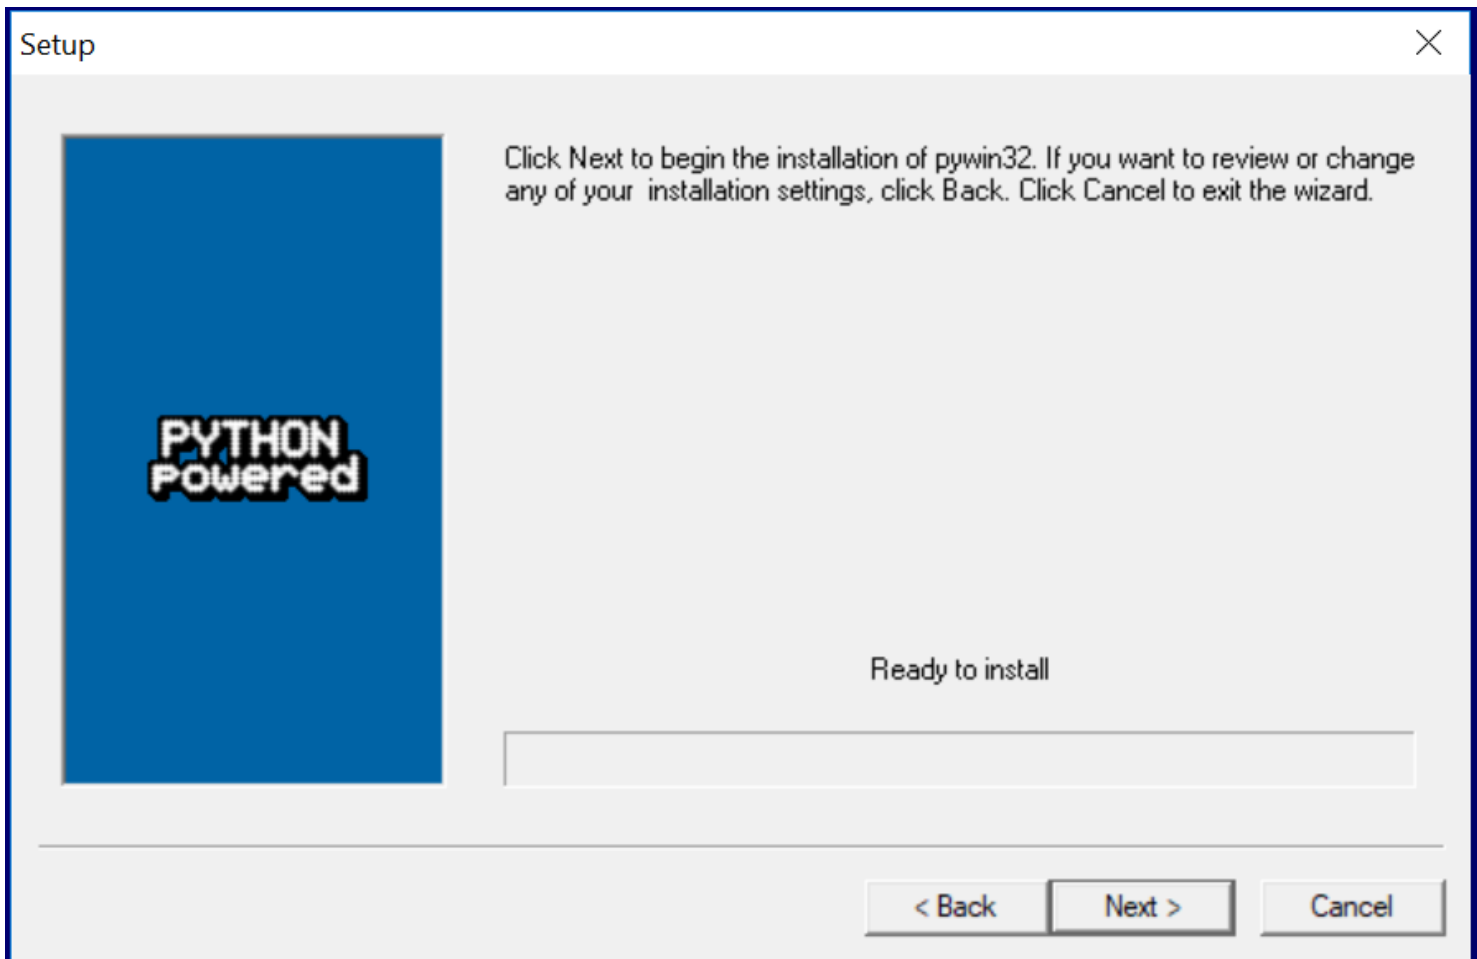 Setup
Click Next to begin the installation of pywin32. If you want to review or change
any of your  installation settings, click Back. Click Cancel to exit the wizard.
PYTHON
powered
Ready to install
< Back
Next >
Cancel